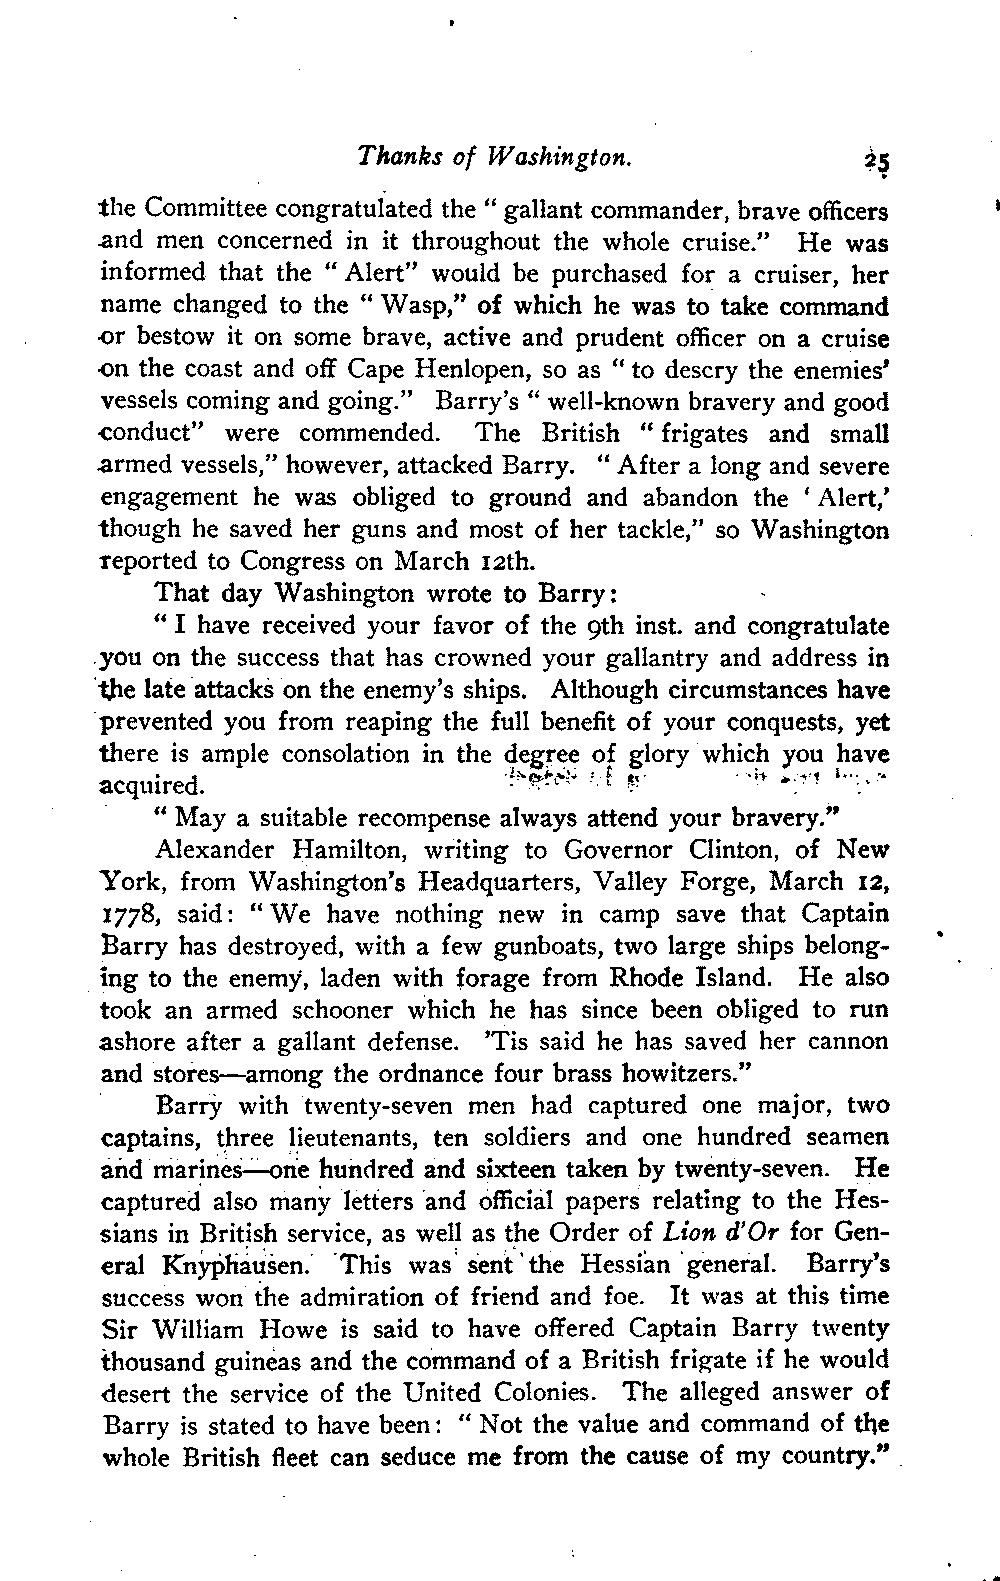 Thanks of Washington. 25
the Committee congratulated the “ gallant commander, brave officers
and men concerned in it throughout the whole cruise.” He was
informed that the “ Alert” would be purchased for a cruiser, her
name changed to the “ Wasp,” of which he was to take command
or bestow it on some brave, active and prudent officer on a cruise
on the coast and off Cape Henlopen, so as “ to descry the enemies’
vessels coming and going.” Barry’s “ well-known bravery and good
conduct” were commended. The British “ frigates and small
armed vessels,” however, attacked Barry. “ After a long and severe
engagement he was obliged to ground and abandon the ‘ Alert,’
though he saved her guns and most of her tackle,” so Washington
reported to Congress on March 12th.
That day Washington wrote to Barry:
“ I have received your favor of the 9th inst. and congratulate
you on the success that has crowned your gallantry and address in
the late attacks on the enemy’s ships. Although circumstances have
prevented you from reaping the full benefit of your conquests, yet
there is ample consolation in the degree of glory which you have
acquired.
“ May a suitable recompense always attend your bravery.”
Alexander Hamilton, writing to Governor Clinton, of New
York, from Washington’s Headquarters, Valley Forge, March 12,
1778, said: “ We have nothing new in camp save that Captain
Barry has destroyed, with a few gunboats, two large ships belong-
ing to the enemy, laden with forage from Rhode Island. He also
took an armed schooner which he has since been obliged to run
ashore after a gallant defense. ’Tis said he has saved her cannon
and stores—among the ordnance four brass howitzers.”
Barry with twenty-seven men had captured one major, two
captains, three lieutenants, ten soldiers and one hundred seamen
and marines—one hundred and sixteen taken by twenty-seven. He
captured also many letters and official papers relating to the Hes-
sians in British service, as well as the Order of Lion d’Or for Gen-
eral Knyphausen. This was sent the Hessian general. Barry’s
success won the admiration of friend and foe. It was at this time
Sir William Howe is said to have offered Captain Barry twenty
thousand guineas and the command of a British frigate if he would
desert the service of the United Colonies. The alleged answer of
Barry is stated to have been: “ Not the value and command of the
whole British fleet can seduce me from the cause of my country.”